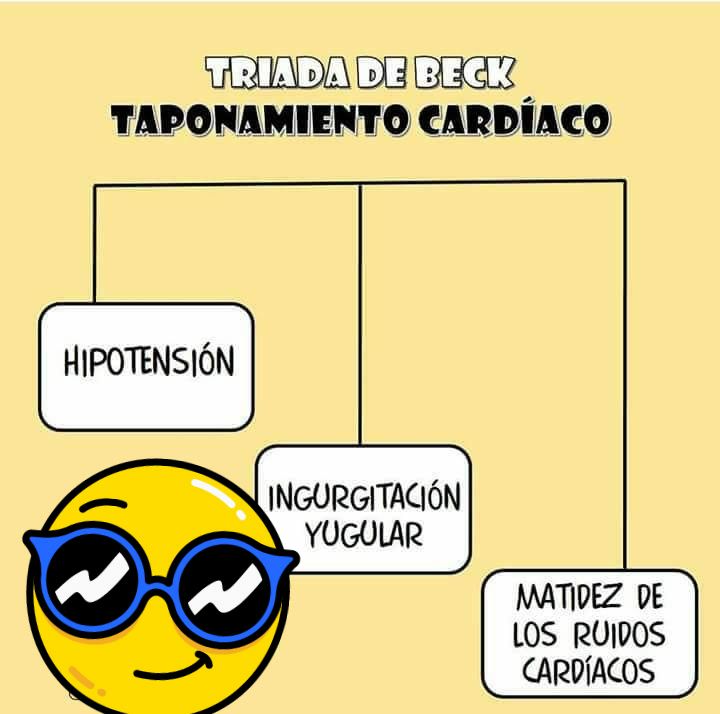 TRIADA DE BECK
TAPONAMIENTO CARDÍACO
HIPOTENSIÓN
INGURGITACIÓN
YUGULAR
MATIDEZ DE
LOS RUIDOS
CARDÍACOS